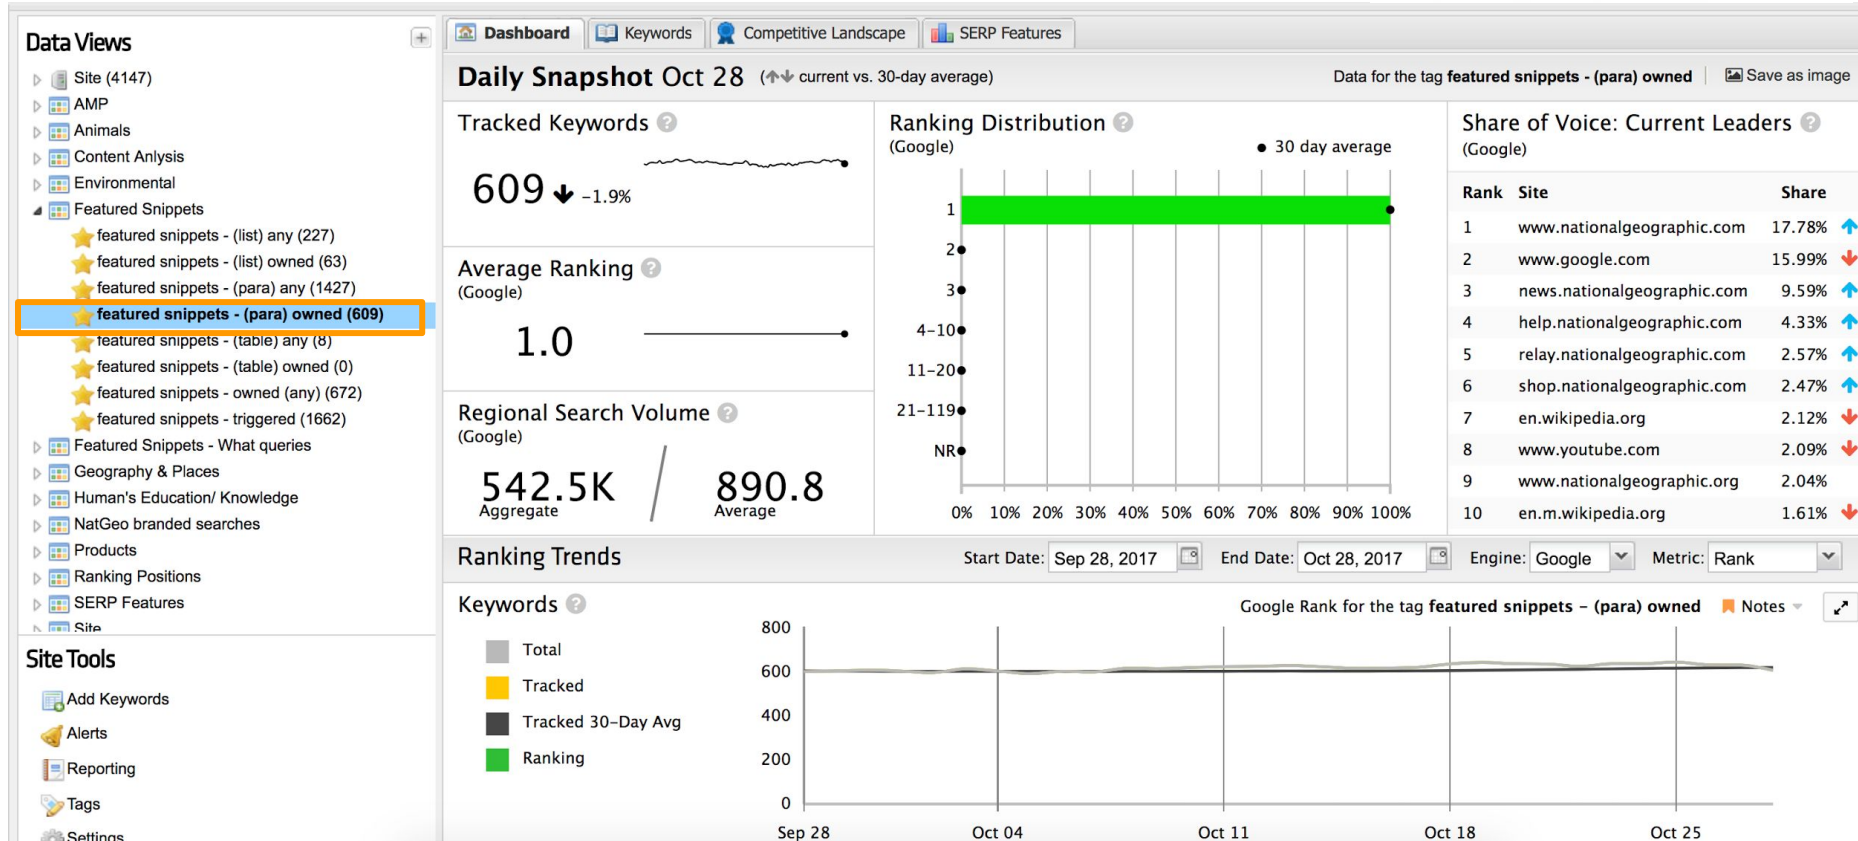 Data Views
Site (4147)
AMP
Animals
Content Anlysis
Environmental
Featured Snippets
featured snippets - (list) any (227)
featured snippets - (list) owned (63)
featured snippets - (para) any (1427)
featured snippets - (para) owned (609)
featured snippets - (table) any (8)
featured snippets - (table) owned (0)
featured snippets - owned (any) (672)
featured snippets - triggered (1662)
Featured Snippets - What queries
Geography & Places
Human's Education/ Knowledge
NatGeo branded searches
Products
Ranking Positions
SERP Features
Site
Site Tools
Add Keywords
Alerts
Reporting
Tags
Settings
Dashboard
Keywords
Competitive Landscape
SERP Features
Daily Snapshot Oct 28 (current vs. 30-day average)
Data for the tag featured snippets - (para) owned
Save as image
Tracked Keywords ?
609 -1.9%
Average Ranking ?
(Google)
1.0
Regional Search Volume ?
(Google)
542.5K / 890.8
Aggregate Average
Ranking Distribution ?
(Google)
30 day average
1
2
3
4-10
11-20
21-119
NR
0% 10% 20% 30% 40% 50% 60% 70% 80% 90% 100%
Share of Voice: Current Leaders ?
(Google)
Rank Site Share
1 www.nationalgeographic.com 17.78%
2 www.google.com 15.99%
3 news.nationalgeographic.com 9.59%
4 help.nationalgeographic.com 4.33%
5 relay.nationalgeographic.com 2.57%
6 shop.nationalgeographic.com 2.47%
7 en.wikipedia.org 2.12%
8 www.youtube.com 2.09%
9 www.nationalgeographic.org 2.04%
10 en.m.wikipedia.org 1.61%
Ranking Trends
Start Date: Sep 28, 2017
End Date: Oct 28, 2017
Engine: Google
Metric: Rank
Keywords ?
Google Rank for the tag featured snippets - (para) owned
Notes
Total
Tracked
Tracked 30-Day Avg
Ranking
800
600
400
200
0
Sep 28 Oct 04 Oct 11 Oct 18 Oct 25